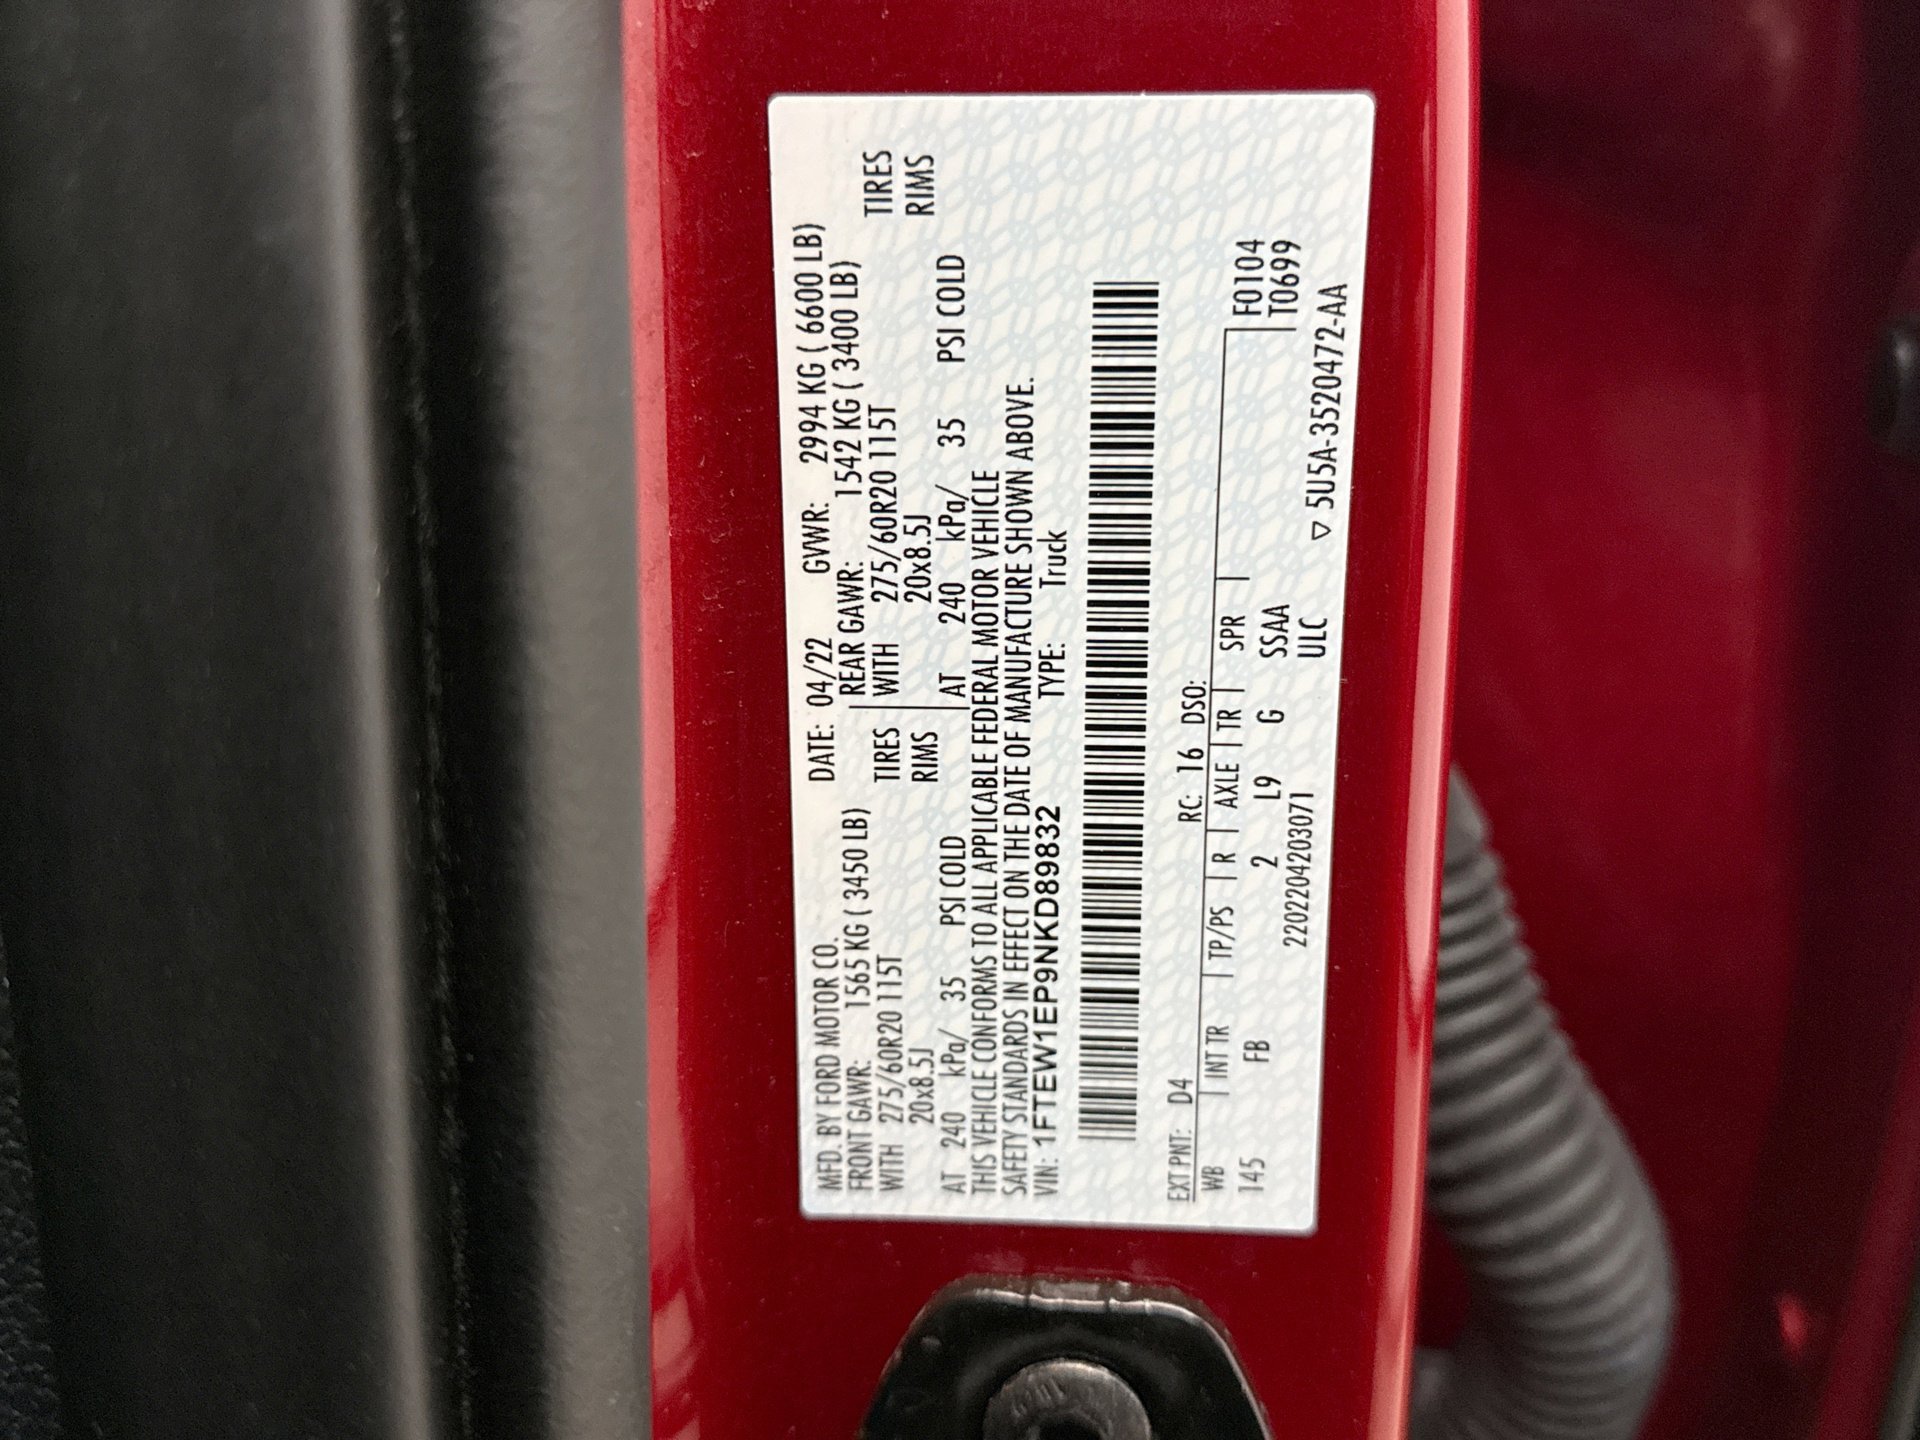 MFD. BY FORD MOTOR CO. DATE: 04/22 GVWR: 2994 KG ( 6600 LB)
FRONT GAWR: 1565 KG ( 3450 LB) REAR GAWR: 1542 KG ( 3400 LB)
WITH 275/60R20 115T TIRES WITH 275/60R20 115T TIRES
20x8.5J RIMS 20x8.5J RIMS
AT 240 kPa/ 35 PSI COLD AT 240 kPa/ 35 PSI COLD
THIS VEHICLE CONFORMS TO ALL APPLICABLE FEDERAL MOTOR VEHICLE
SAFETY STANDARDS IN EFFECT ON THE DATE OF MANUFACTURE SHOWN ABOVE.
VIN: 1FTEW1EP9NKD89832 TYPE: Truck
EXT PNT: D4 RC: 16 DSO:
WB INT TR TP/PS R AXLE TR SPR F0104
145 FB 2 L9 G SSAA T0699
2202204203071 ULC
▽ 5U5A-3520472-AA